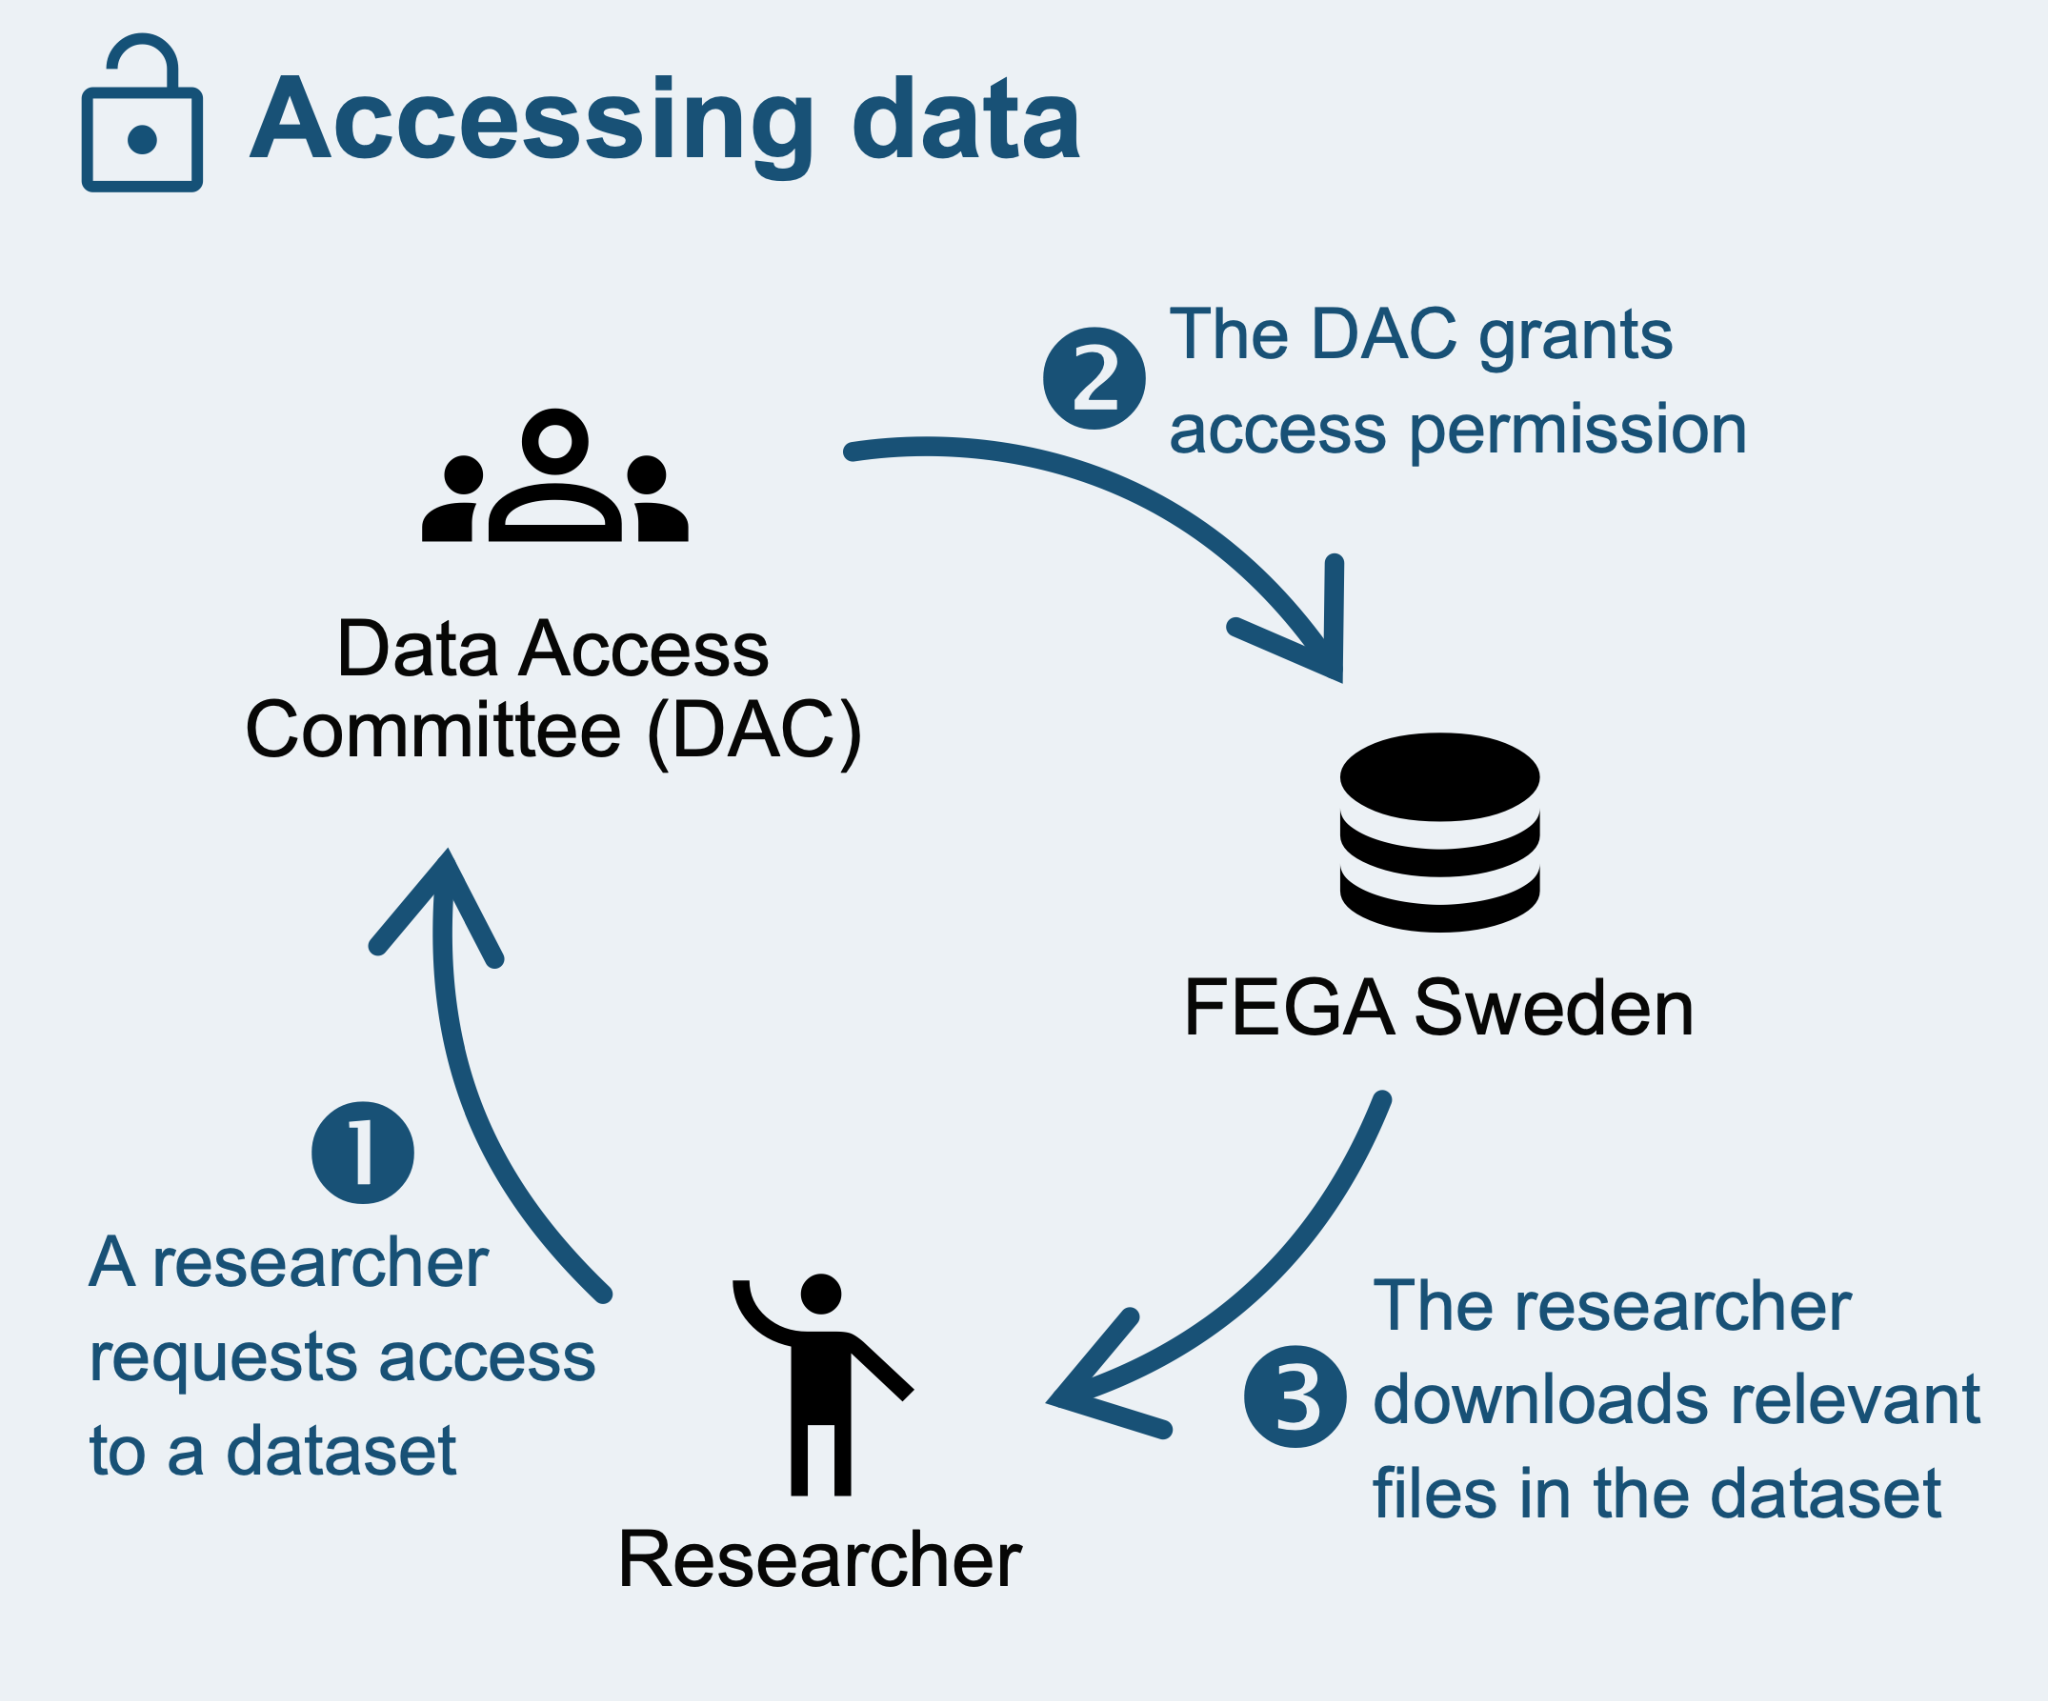 Accessing data
2
The DAC grants
access permission
Data Access
Committee (DAC)
FEGA Sweden
1
A researcher
requests access
to a dataset
3
The researcher
downloads relevant
files in the dataset
Researcher